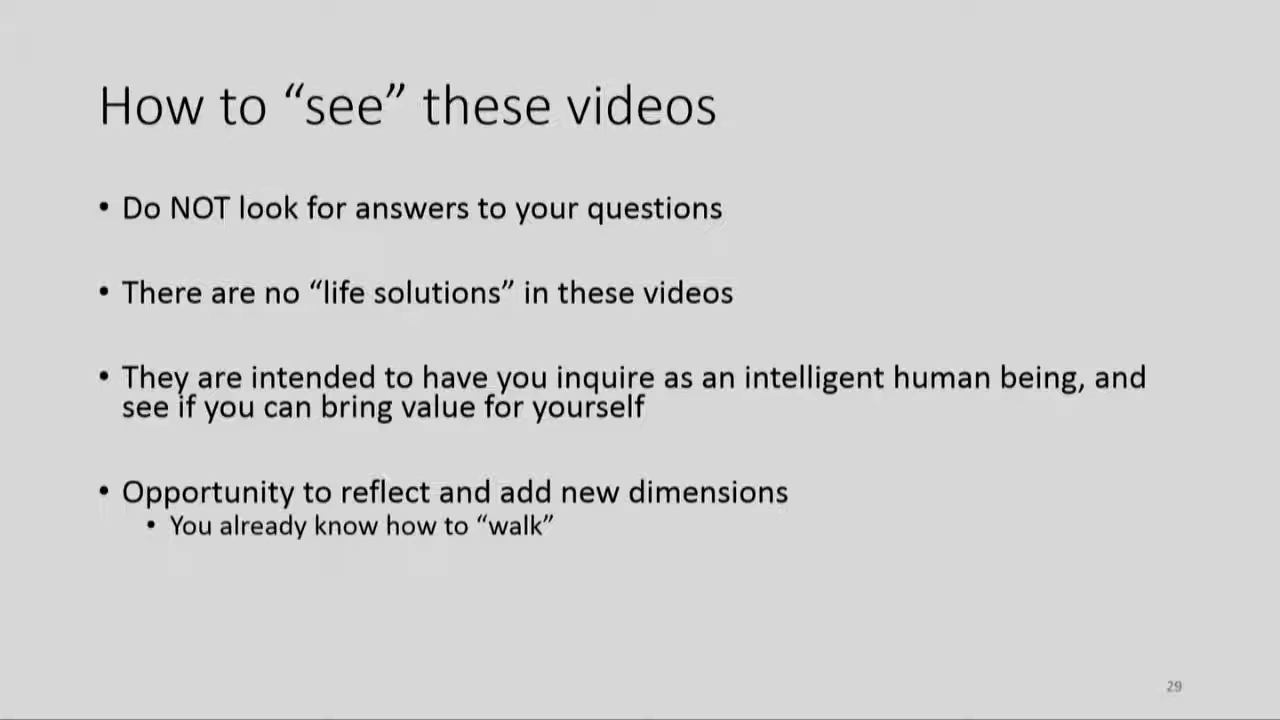 How to “see” these videos
• Do NOT look for answers to your questions
• There are no “life solutions” in these videos
• They are intended to have you inquire as an intelligent human being, and
see if you can bring value for yourself
• Opportunity to reflect and add new dimensions
• You already know how to “walk”
29